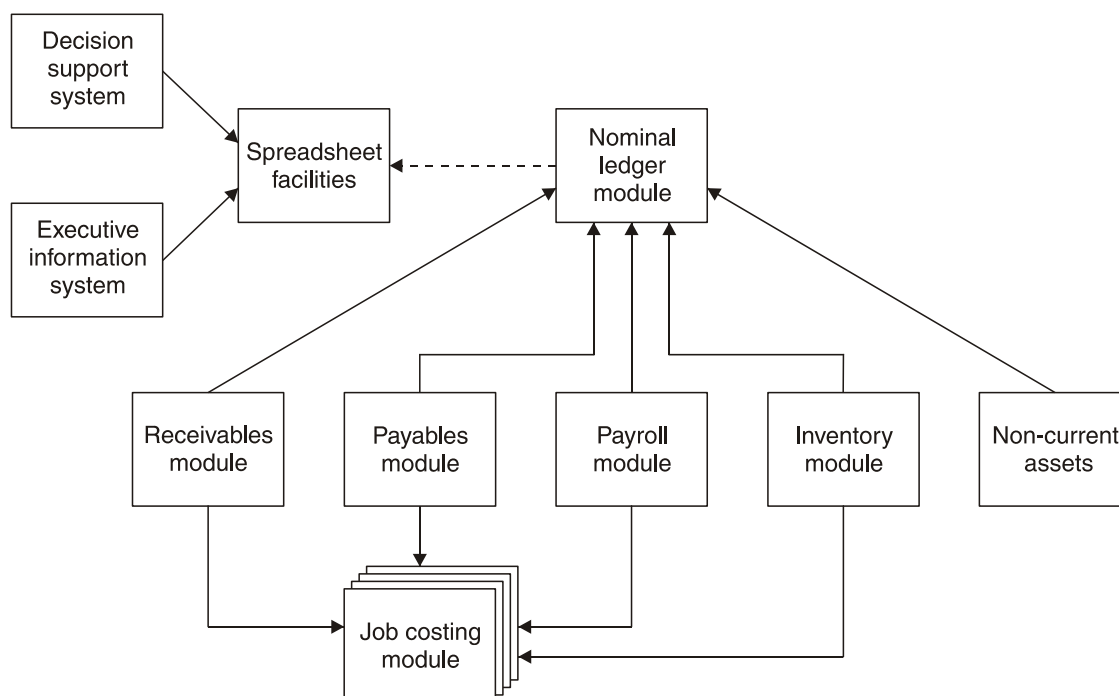 Decision
support
system
Spreadsheet
facilities
Nominal
ledger
module
Executive
information
system
Receivables
module
Payables
module
Payroll
module
Inventory
module
Non-current
assets
Job costing
module